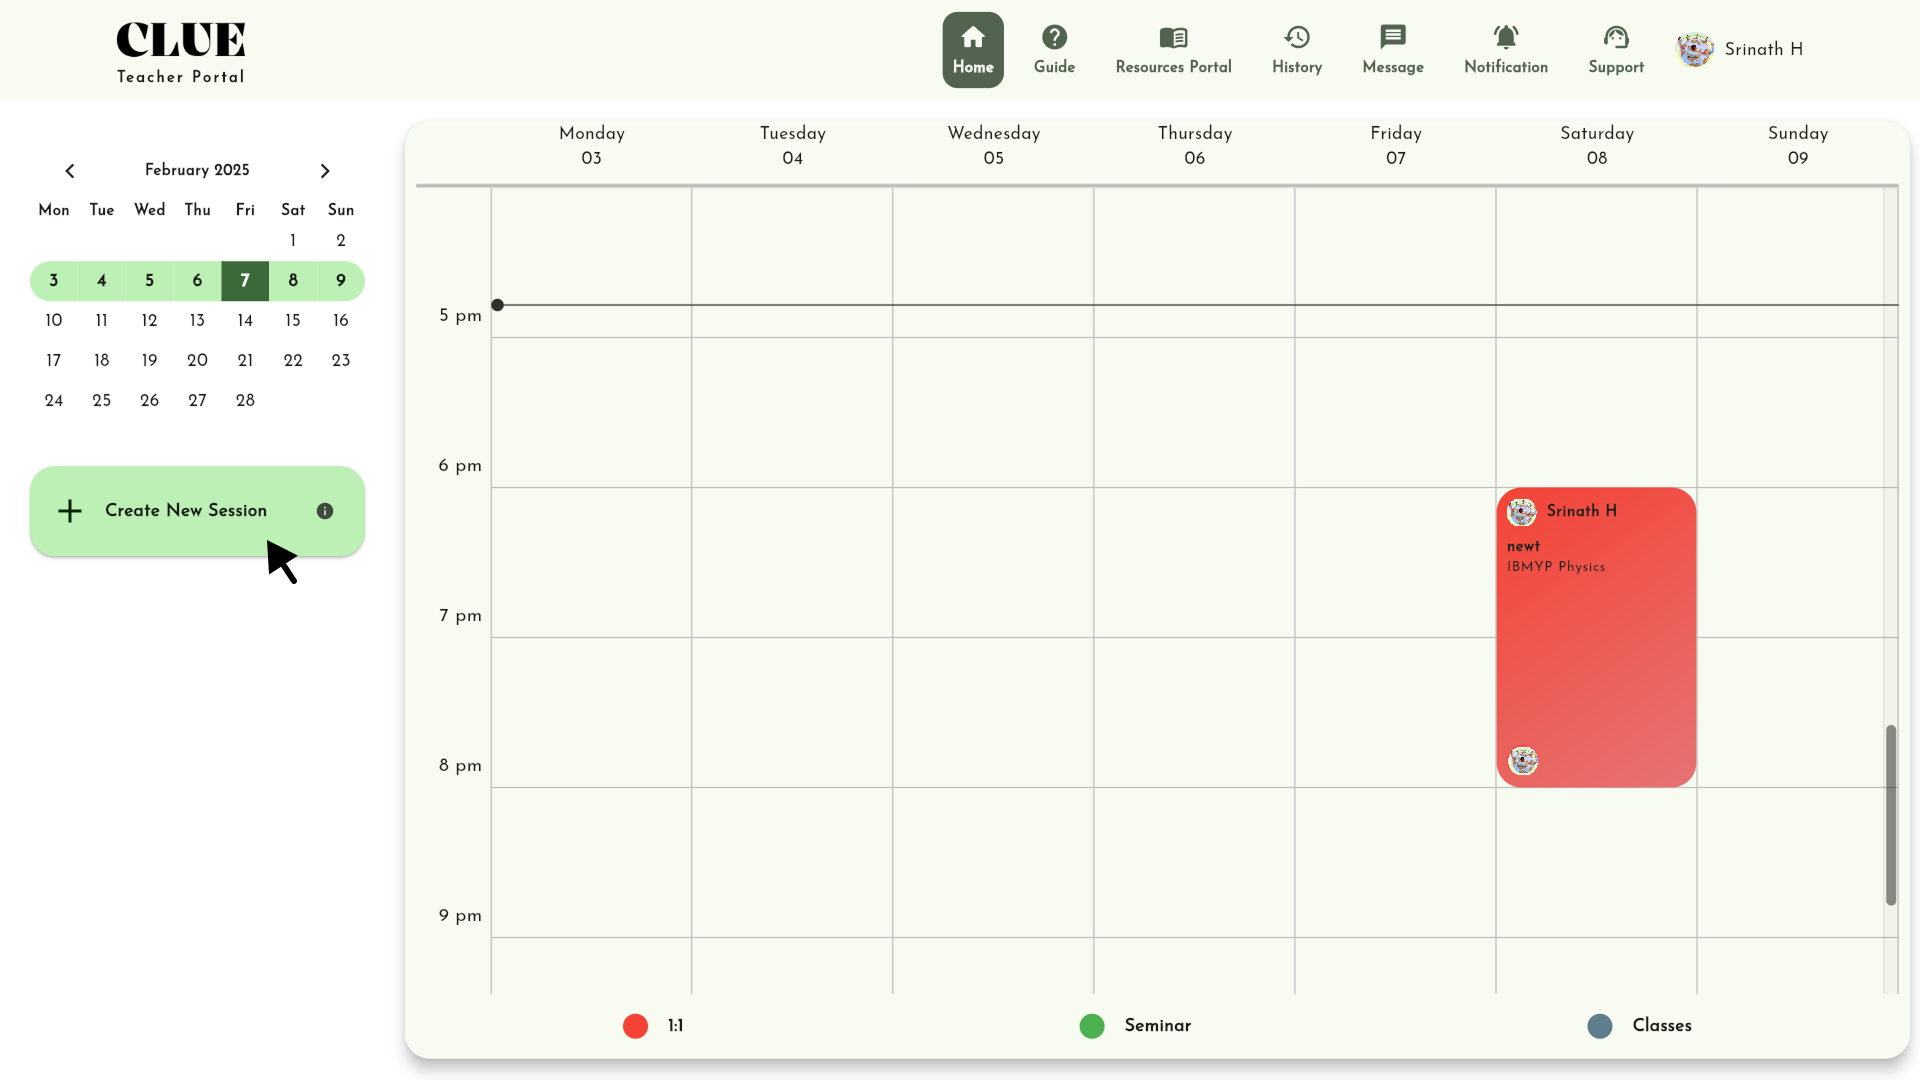 CLUE
Teacher Portal
Home
Guide
Resources Portal
History
Message
Notification
Support
Srinath H
February 2025
Mon Tue Wed Thu Fri Sat Sun
1 2
3 4 5 6 7 8 9
10 11 12 13 14 15 16
17 18 19 20 21 22 23
24 25 26 27 28
Create New Session
Monday Tuesday Wednesday Thursday Friday Saturday Sunday
03 04 05 06 07 08 09
5 pm
6 pm
Srinath H
newt
IBMYP Physics
7 pm
8 pm
9 pm
1:1
Seminar
Classes